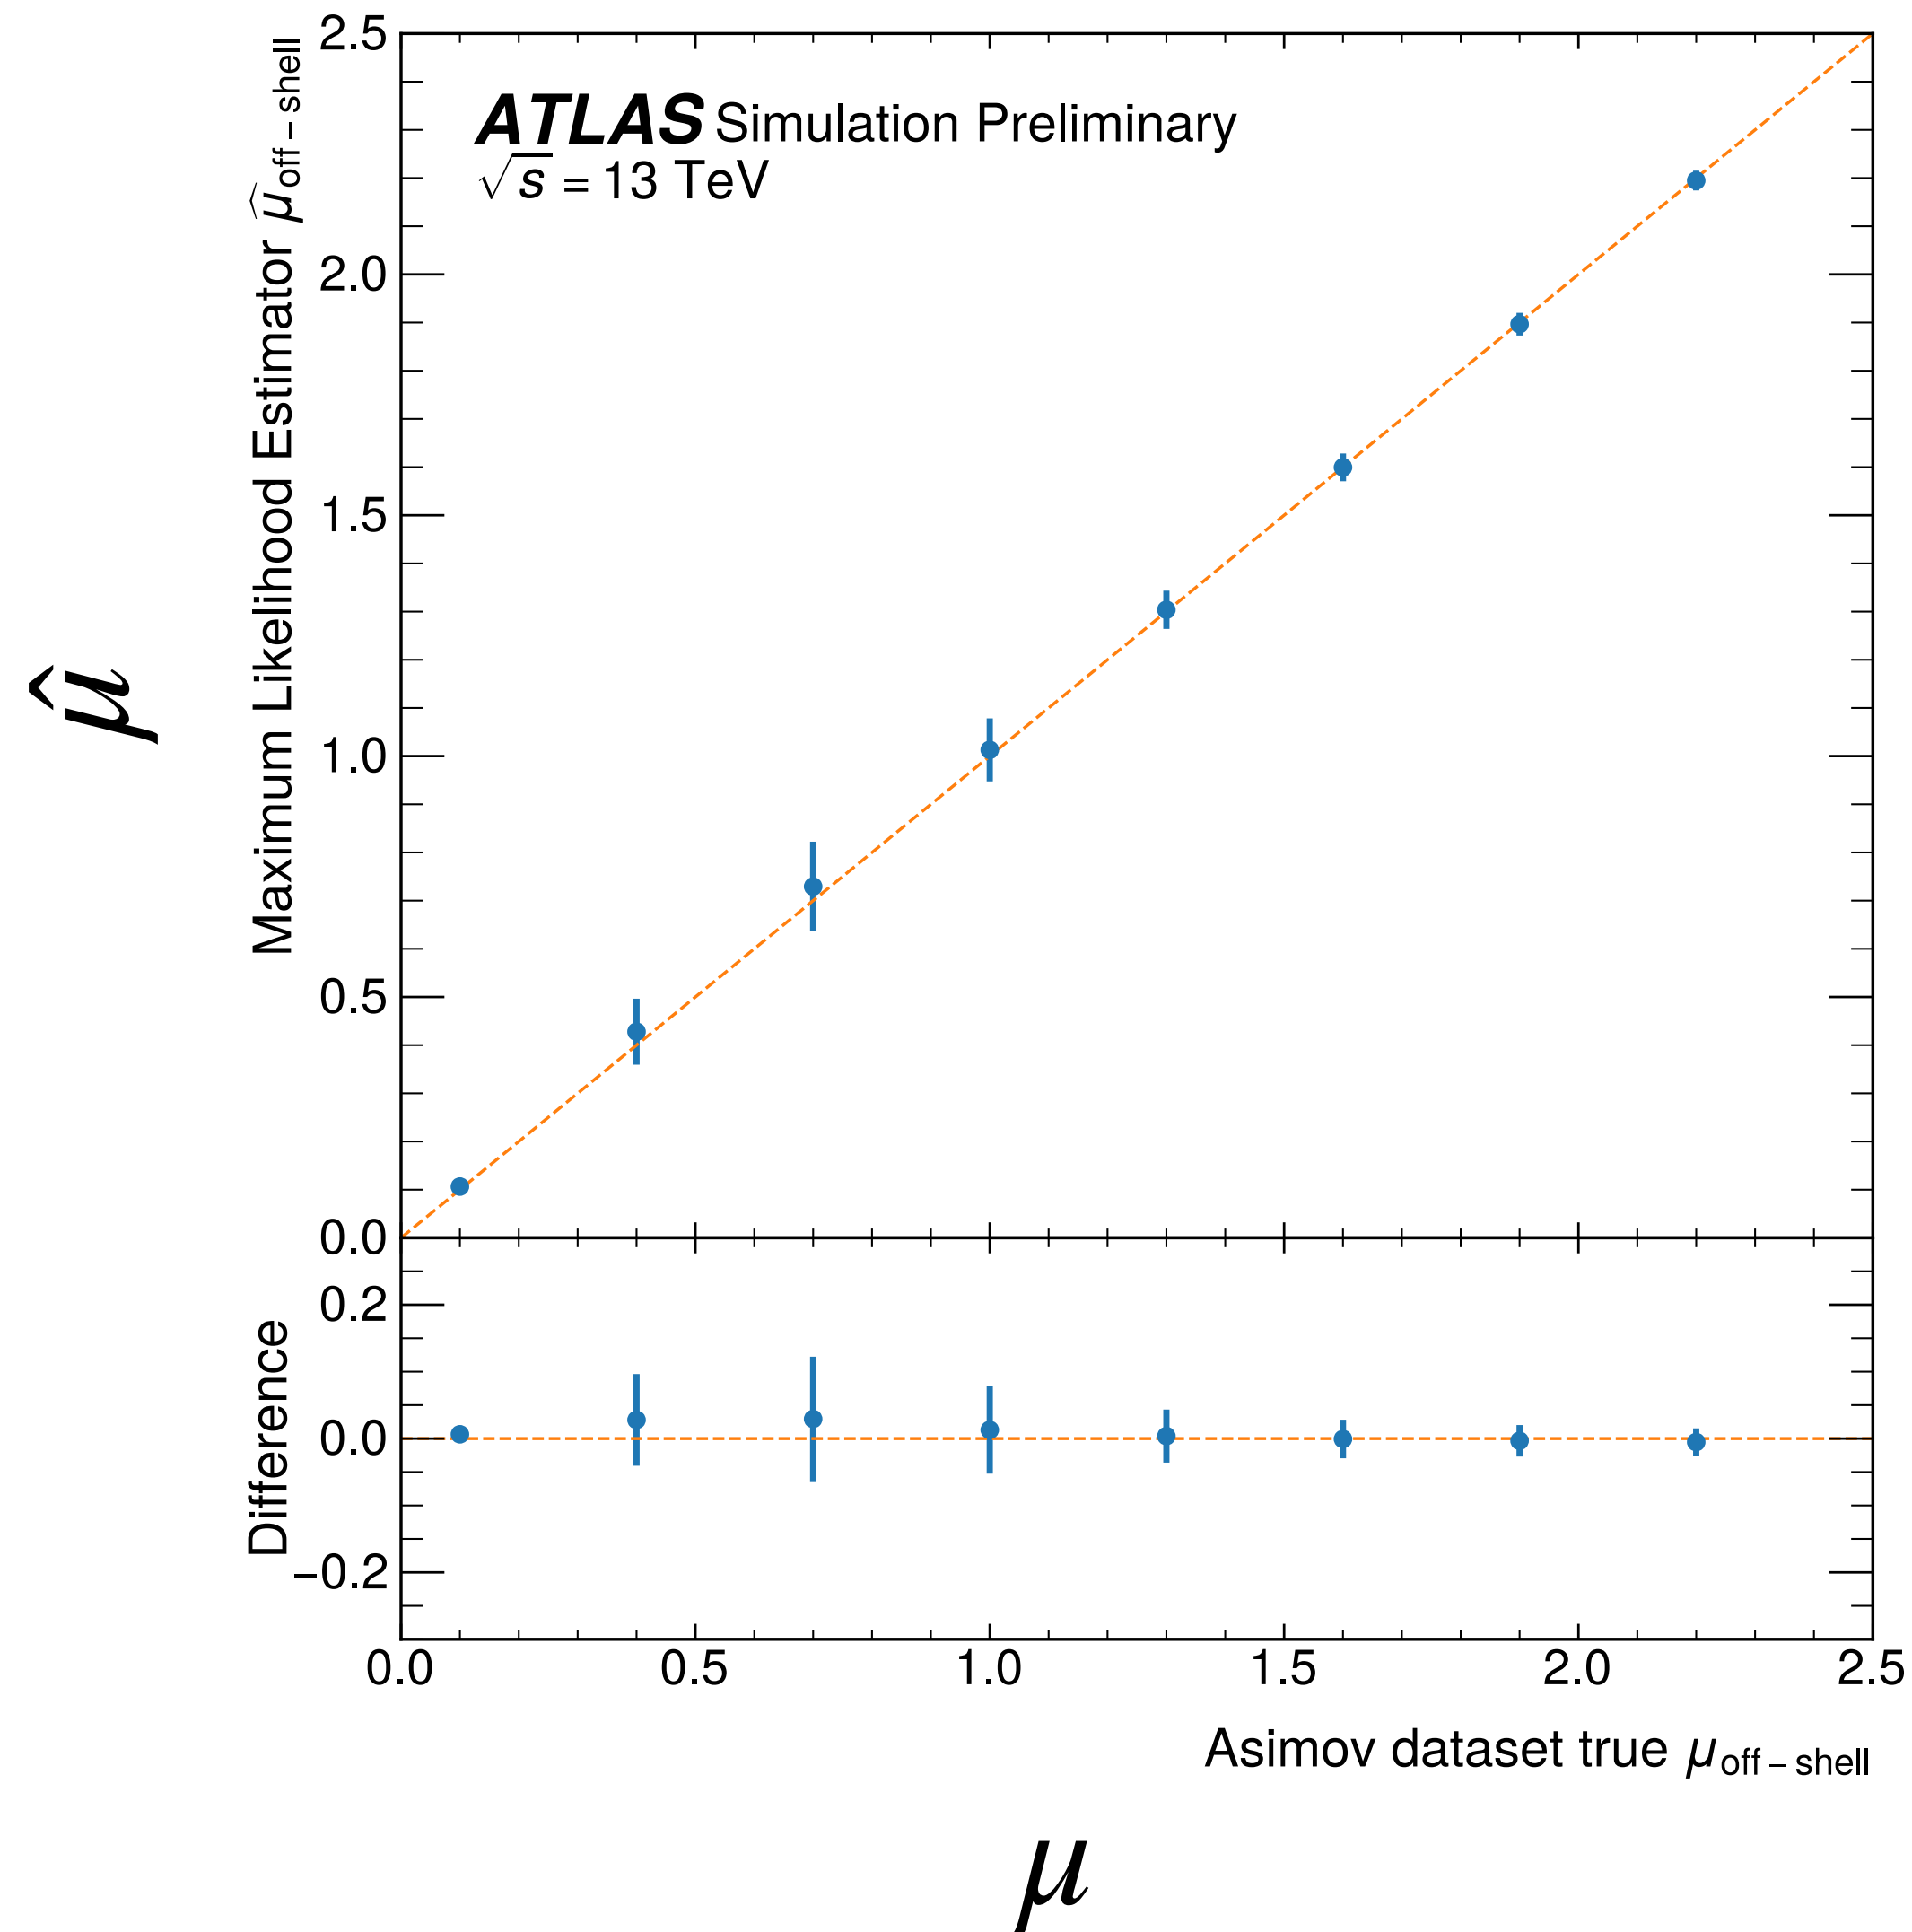 ATLAS Simulation Preliminary
√s = 13 TeV
μ̂
Maximum Likelihood Estimator μ̂off−shell
2.5
2.0
1.5
1.0
0.5
0.0
Difference
0.2
0.0
−0.2
0.0 0.5 1.0 1.5 2.0 2.5
Asimov dataset true μoff−shell
μ